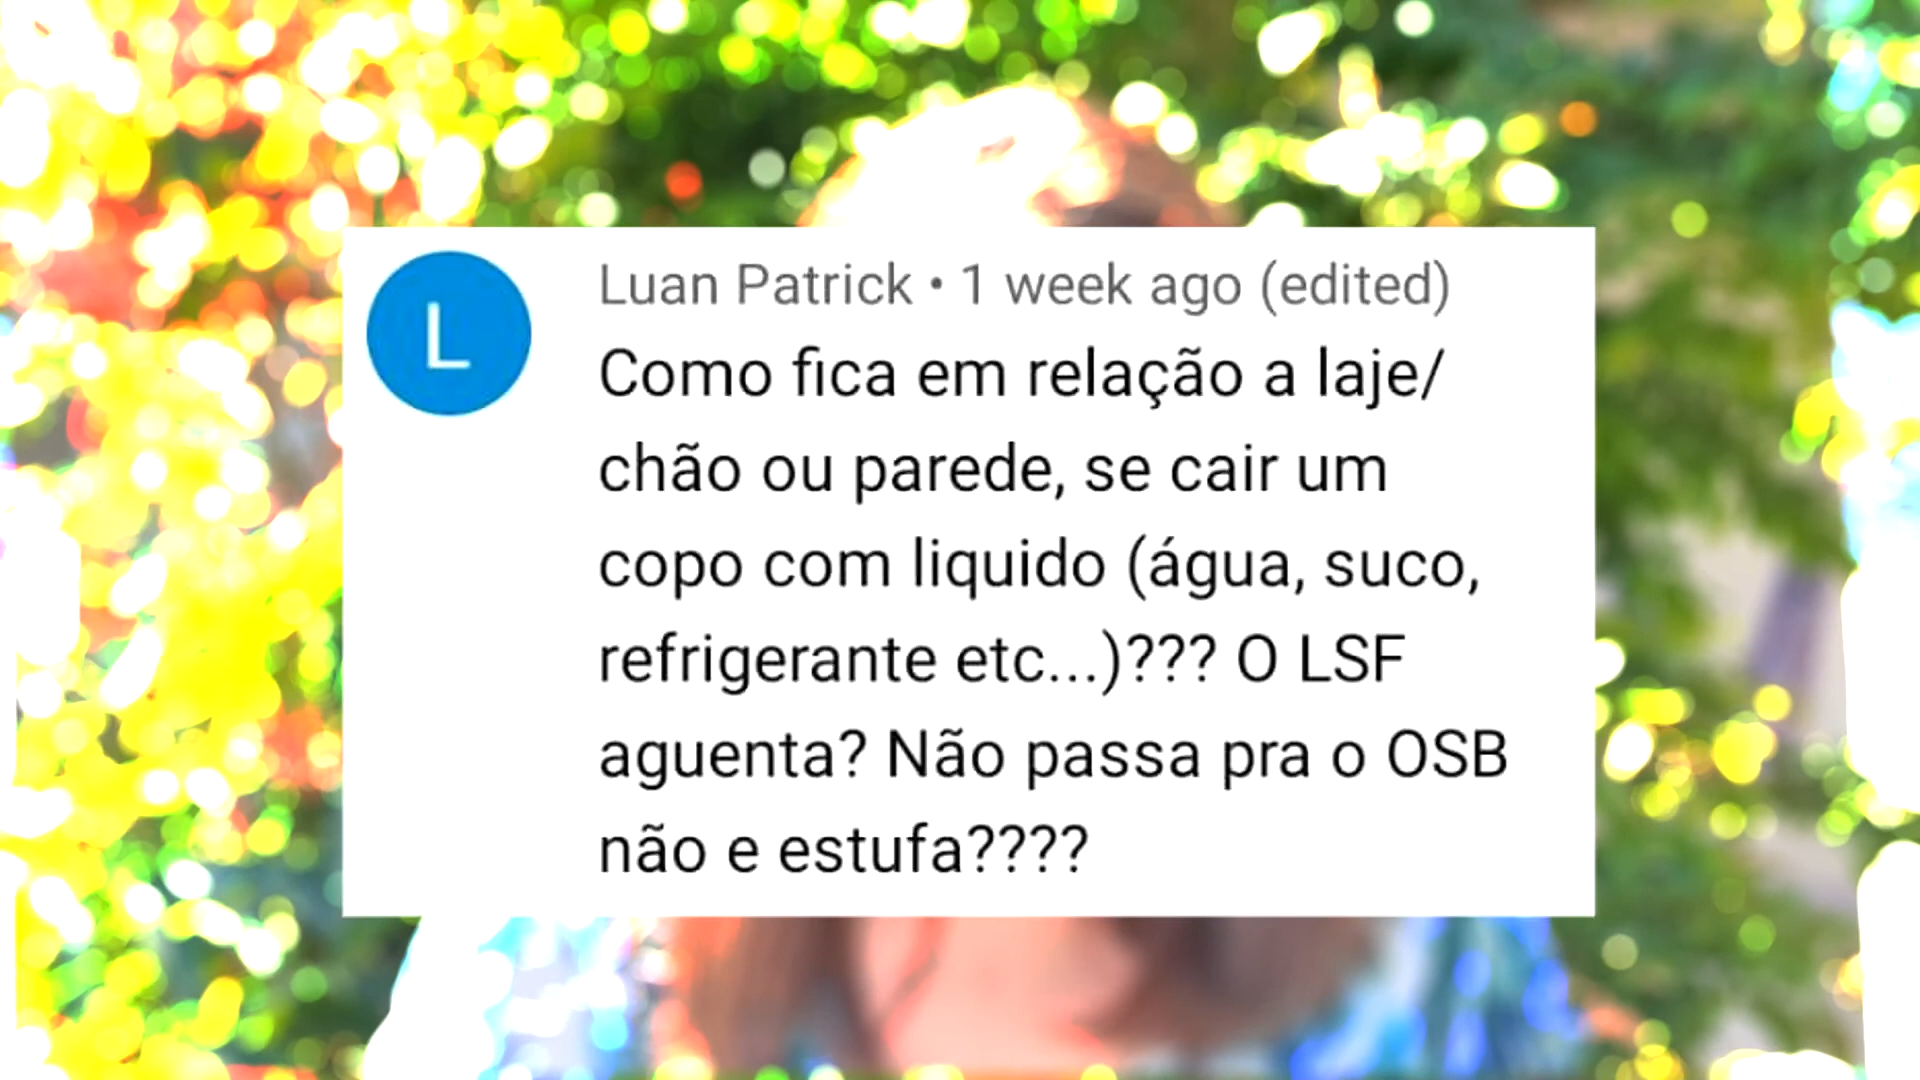 L
Luan Patrick • 1 week ago (edited)
Como fica em relação a laje/
chão ou parede, se cair um
copo com liquido (água, suco,
refrigerante etc...)??? O LSF
aguenta? Não passa pra o OSB
não e estufa????